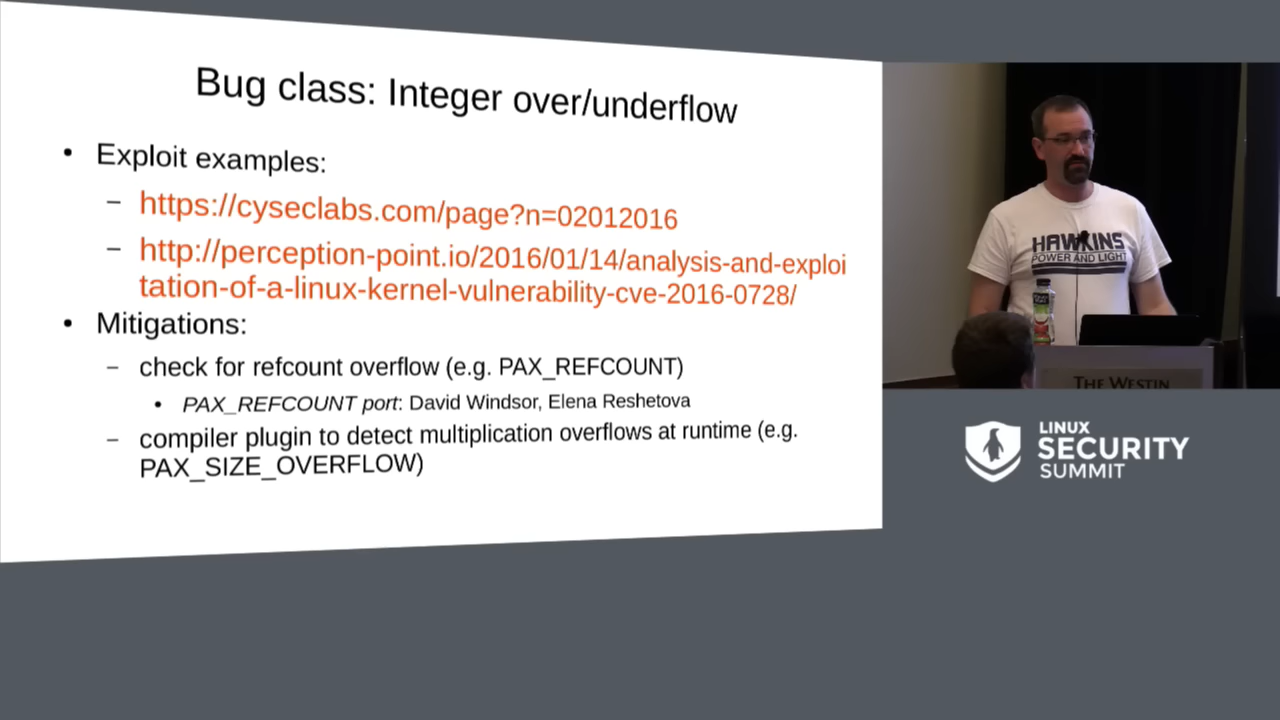 Bug class: Integer over/underflow
• Exploit examples:
– https://cyseclabs.com/page?n=02012016
– http://perception-point.io/2016/01/14/analysis-and-exploi
tation-of-a-linux-kernel-vulnerability-cve-2016-0728/
• Mitigations:
– check for refcount overflow (e.g. PAX_REFCOUNT)
• PAX_REFCOUNT port: David Windsor, Elena Reshetova
– compiler plugin to detect multiplication overflows at runtime (e.g.
PAX_SIZE_OVERFLOW)
HAWKINS
POWER AND LIGHT
THE WESTIN
LINUX
SECURITY
SUMMIT